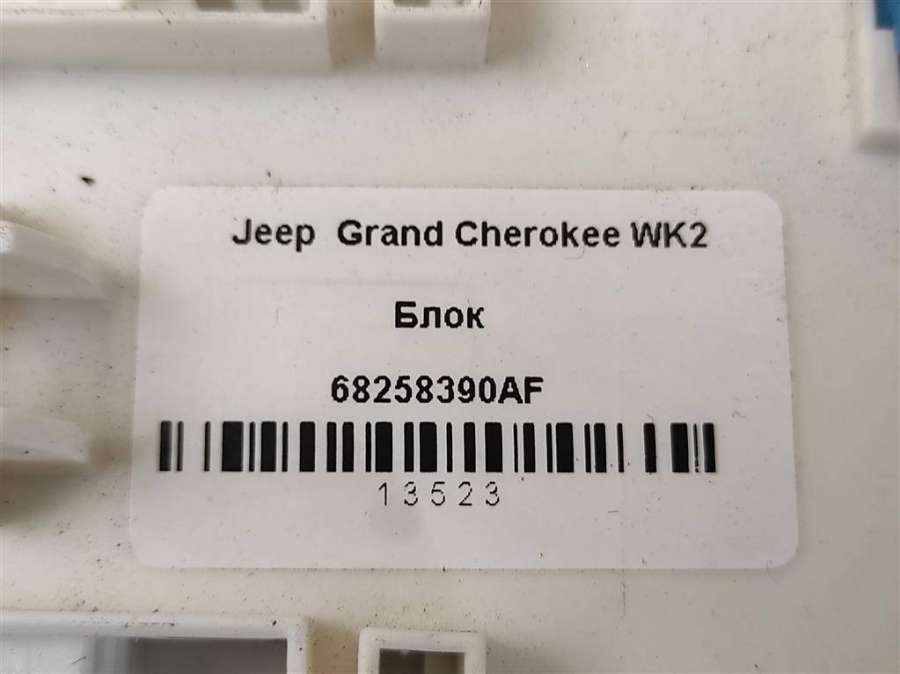 Jeep Grand Cherokee WK2
Блок
68258390AF
13523